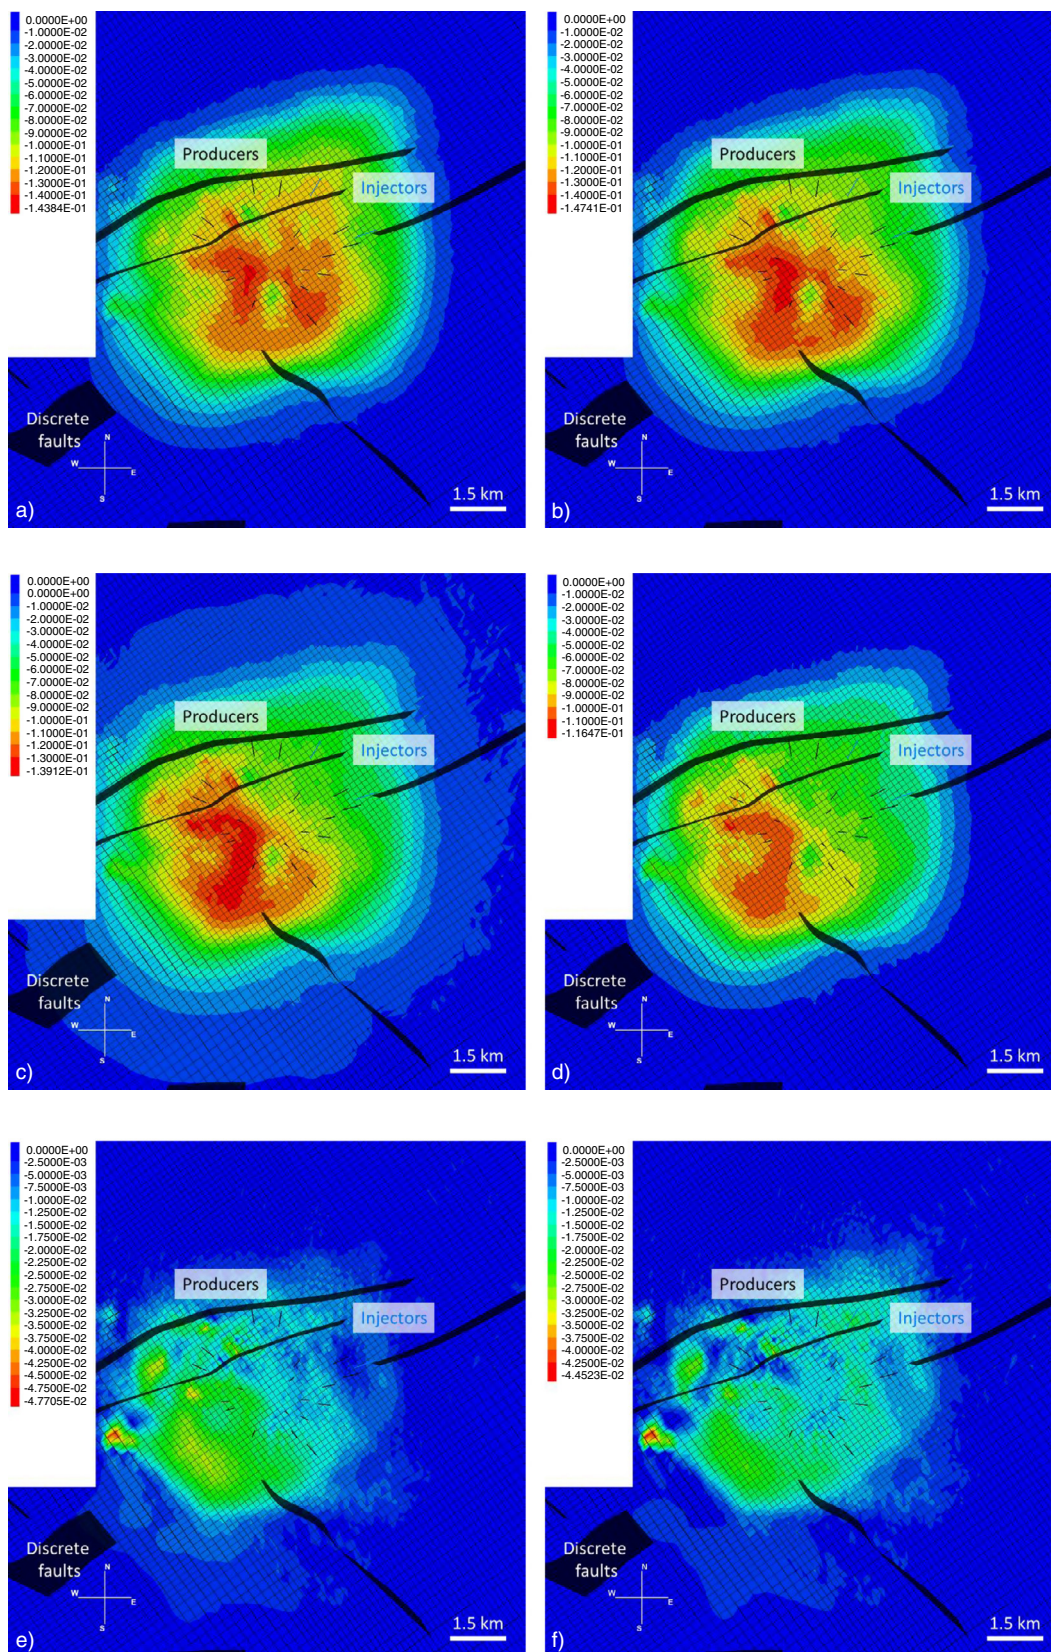 0.0000E+00
-1.0000E-02
-2.0000E-02
-3.0000E-02
-4.0000E-02
-5.0000E-02
-6.0000E-02
-7.0000E-02
-8.0000E-02
-9.0000E-02
-1.0000E-01
-1.1000E-01
-1.2000E-01
-1.3000E-01
-1.4000E-01
-1.4384E-01
Producers
Injectors
Discrete
faults
N
W
E
S
1.5 km
a)
0.0000E+00
-1.0000E-02
-2.0000E-02
-3.0000E-02
-4.0000E-02
-5.0000E-02
-6.0000E-02
-7.0000E-02
-8.0000E-02
-9.0000E-02
-1.0000E-01
-1.1000E-01
-1.2000E-01
-1.3000E-01
-1.4000E-01
-1.4741E-01
Producers
Injectors
Discrete
faults
N
W
E
S
1.5 km
b)
0.0000E+00
0.0000E+00
-1.0000E-02
-2.0000E-02
-3.0000E-02
-4.0000E-02
-5.0000E-02
-6.0000E-02
-7.0000E-02
-8.0000E-02
-9.0000E-02
-1.0000E-01
-1.1000E-01
-1.2000E-01
-1.3000E-01
-1.3912E-01
Producers
Injectors
Discrete
faults
N
W
E
S
1.5 km
c)
0.0000E+00
-1.0000E-02
-2.0000E-02
-3.0000E-02
-4.0000E-02
-5.0000E-02
-6.0000E-02
-7.0000E-02
-8.0000E-02
-9.0000E-02
-1.0000E-01
-1.1000E-01
-1.1647E-01
Producers
Injectors
Discrete
faults
N
W
E
S
1.5 km
d)
0.0000E+00
-2.5000E-03
-5.0000E-03
-7.5000E-03
-1.0000E-02
-1.2500E-02
-1.7500E-02
-2.0000E-02
-2.5000E-02
-2.7500E-02
-3.0000E-02
-3.2500E-02
-3.5000E-02
-3.7500E-02
-4.0000E-02
-4.2500E-02
-4.5000E-02
-4.7500E-02
-4.7705E-02
Producers
Injectors
Discrete
faults
N
W
E
S
1.5 km
e)
0.0000E+00
-2.5000E-03
-5.0000E-03
-7.5000E-03
-1.0000E-02
-1.2500E-02
-1.7500E-02
-2.0000E-02
-2.5000E-02
-2.7500E-02
-3.0000E-02
-3.2500E-02
-3.5000E-02
-3.7500E-02
-4.0000E-02
-4.2500E-02
-4.4523E-02
Producers
Injectors
Discrete
faults
N
W
E
S
1.5 km
f)